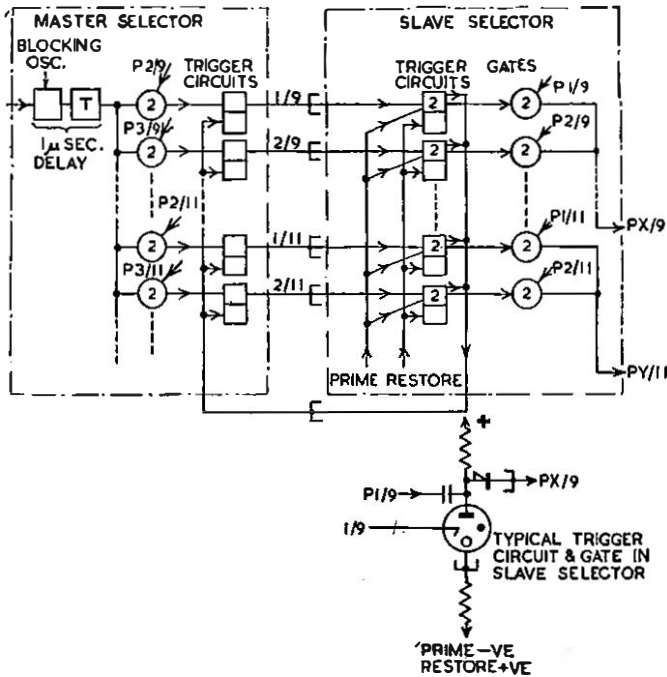 MASTER SELECTOR
SLAVE SELECTOR
BLOCKING
OSC.
P2/9
TRIGGER
CIRCUITS
TRIGGER
CIRCUITS
GATES
P1/9
T
2
1/9
2
2
P3/9
P2/9
1 μ SEC.
DELAY
2
2/9
2
2
P2/11
P1/11
PX/9
2
1/11
2
2
P3/11
P2/11
2
2/11
2
2
PRIME RESTORE
PY/11
+
P1/9
PX/9
1/9
TYPICAL TRIGGER
CIRCUIT & GATE IN
SLAVE SELECTOR
'PRIME-VE
RESTORE+VE